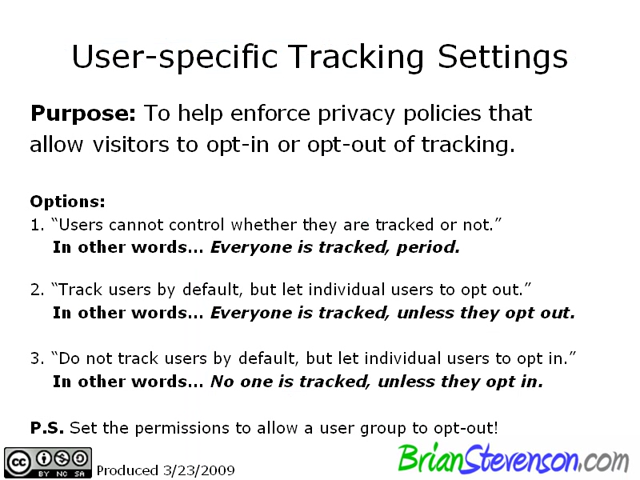 User-specific Tracking Settings
Purpose: To help enforce privacy policies that
allow visitors to opt-in or opt-out of tracking.
Options:
1. “Users cannot control whether they are tracked or not.”
In other words... Everyone is tracked, period.
2. “Track users by default, but let individual users to opt out.”
In other words... Everyone is tracked, unless they opt out.
3. “Do not track users by default, but let individual users to opt in.”
In other words... No one is tracked, unless they opt in.
P.S. Set the permissions to allow a user group to opt-out!
cc
BY NC SA
Produced 3/23/2009
BrianStevenson.com